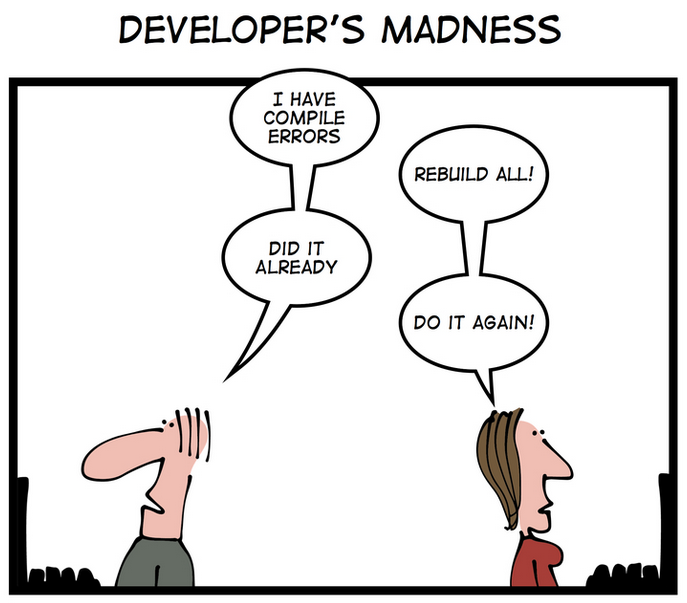 DEVELOPER'S MADNESS
I HAVE
COMPILE
ERRORS
REBUILD ALL!
DID IT
ALREADY
DO IT AGAIN!